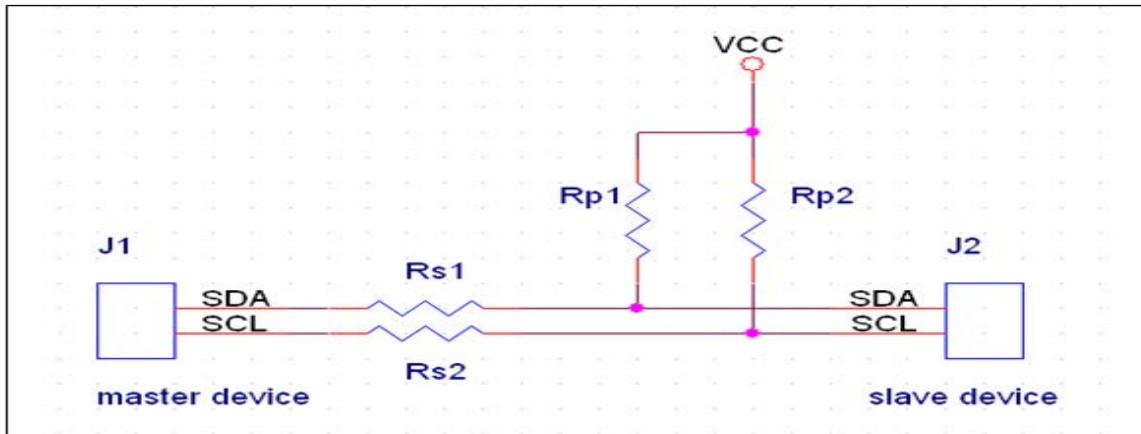 VCC
Rp1
Rp2
J1
J2
Rs1
SDA
SDA
SCL
SCL
Rs2
master device
slave device